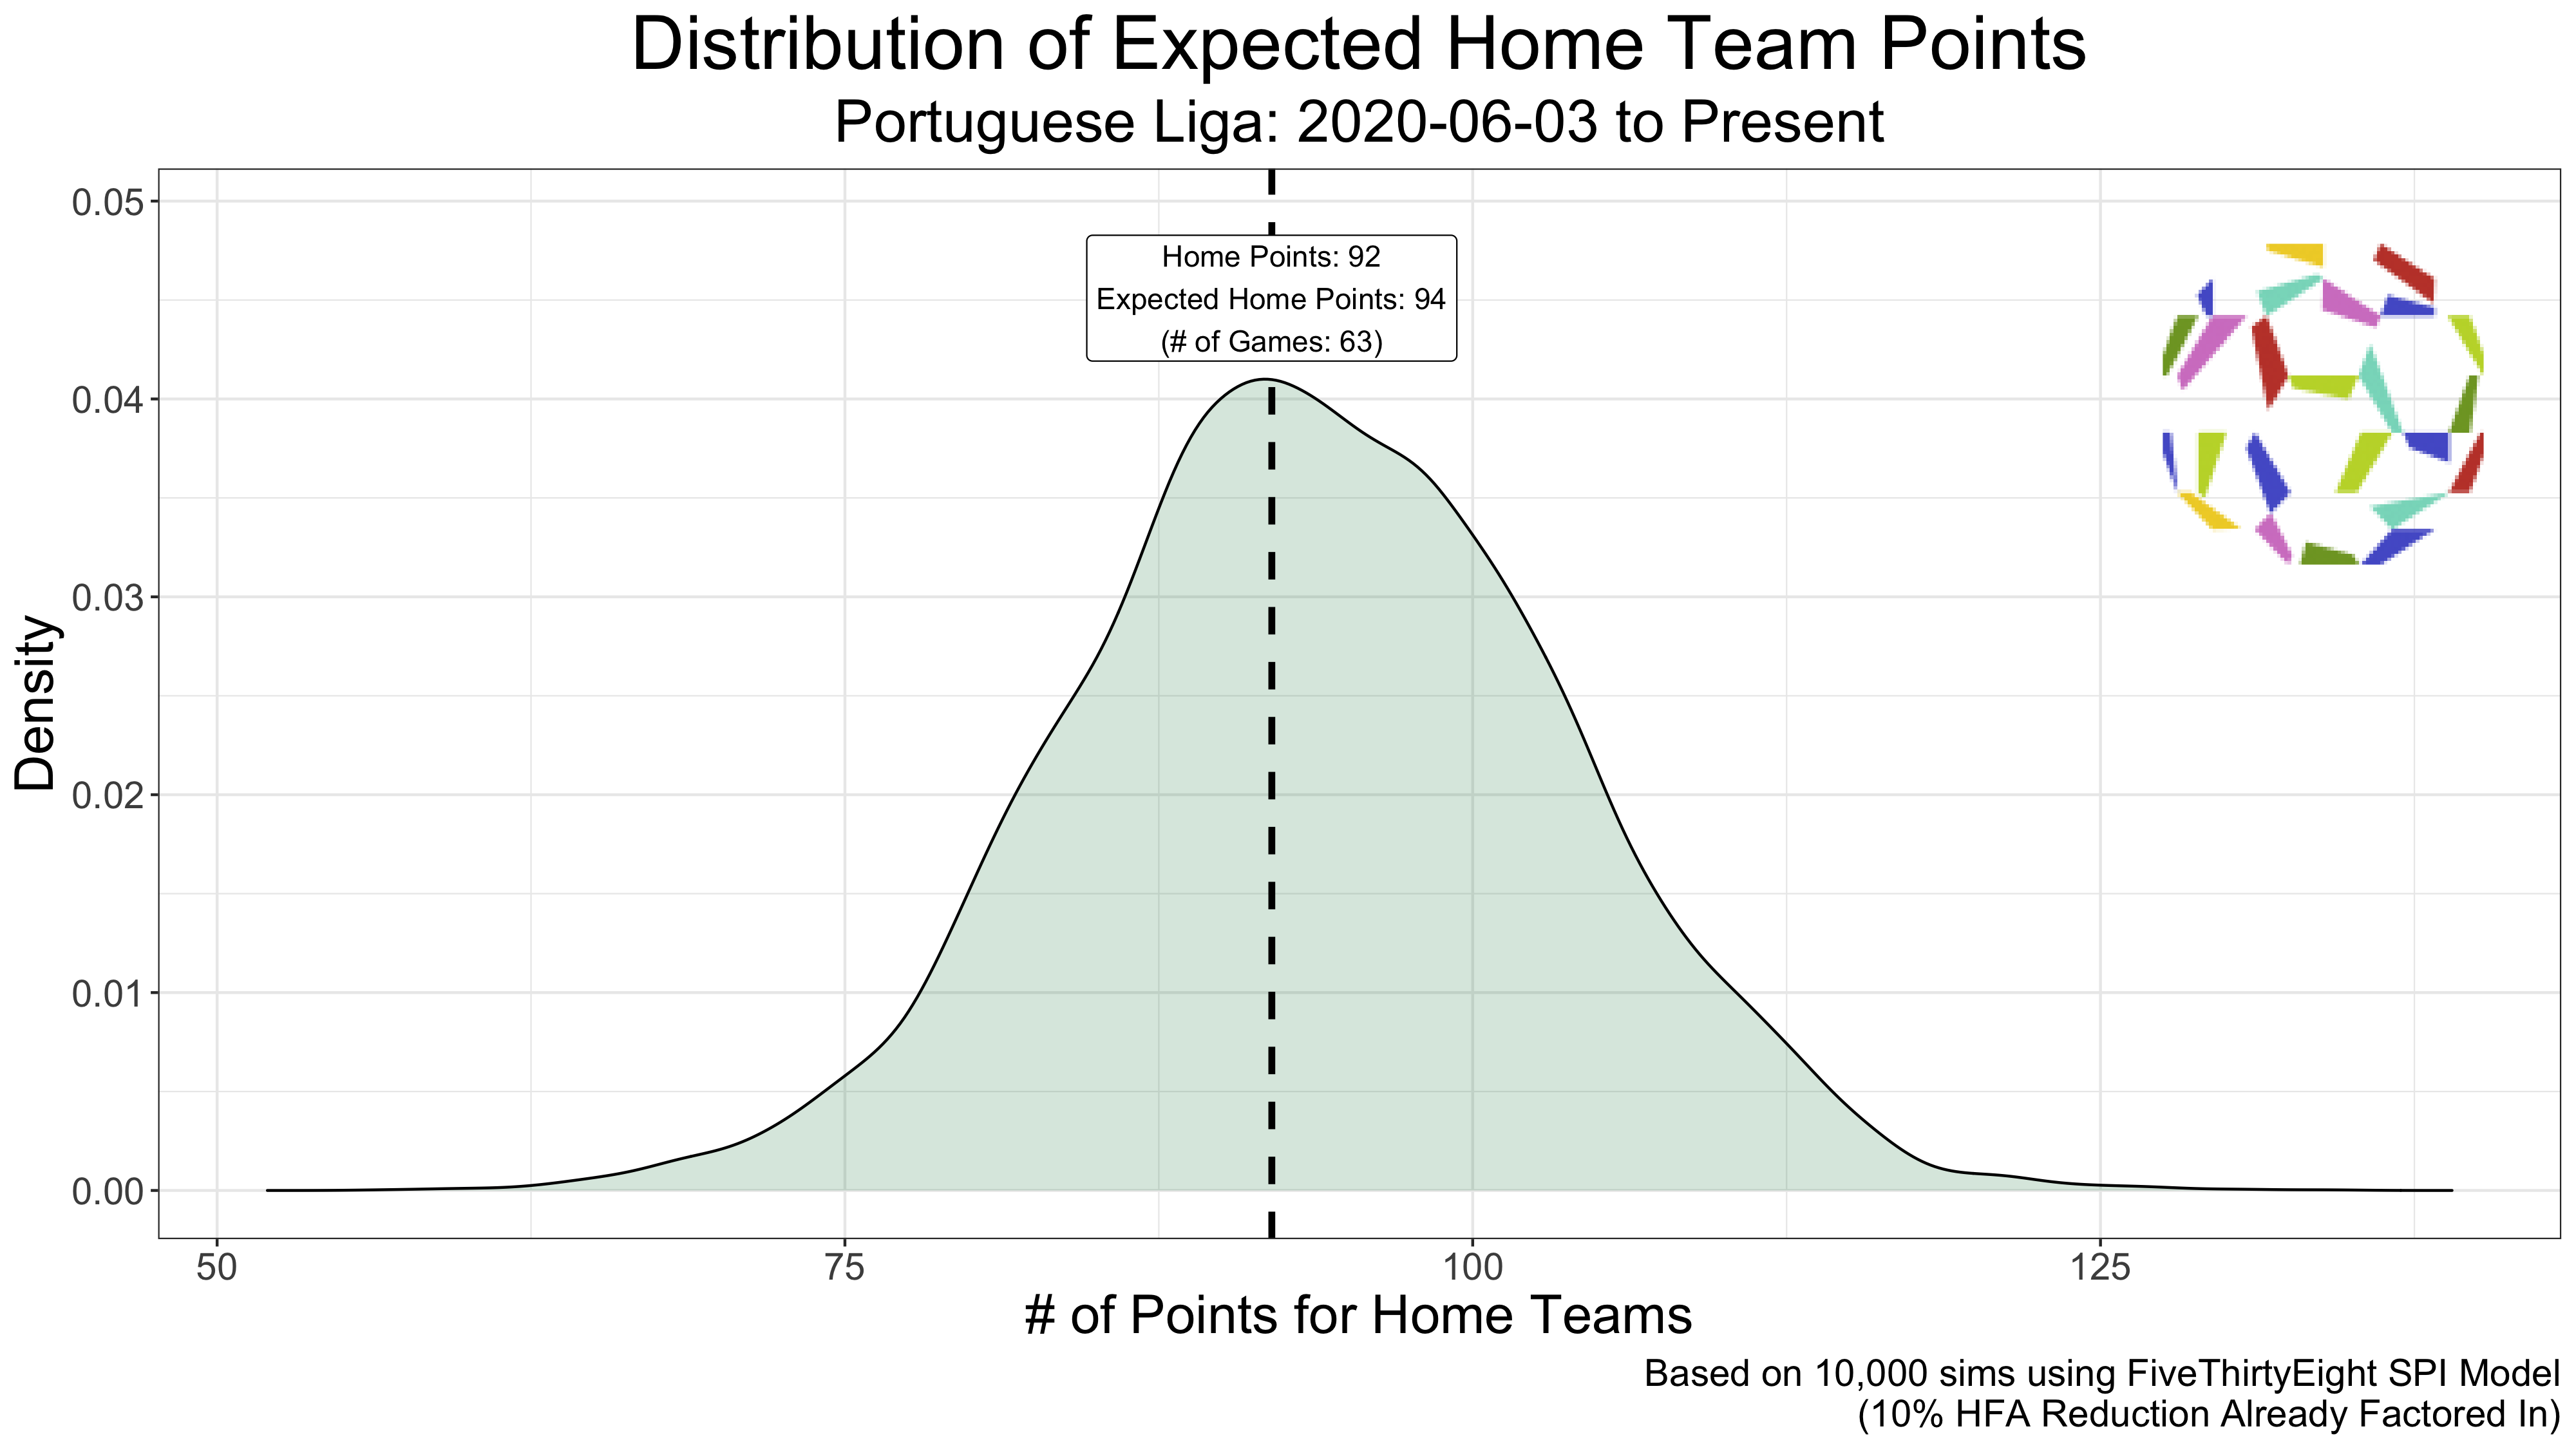 Distribution of Expected Home Team Points
Portuguese Liga: 2020-06-03 to Present
0.05
Home Points: 92
Expected Home Points: 94
(# of Games: 63)
0.04
0.03
Density
0.02
0.01
0.00
50 75 100 125
# of Points for Home Teams
Based on 10,000 sims using FiveThirtyEight SPI Model
(10% HFA Reduction Already Factored In)